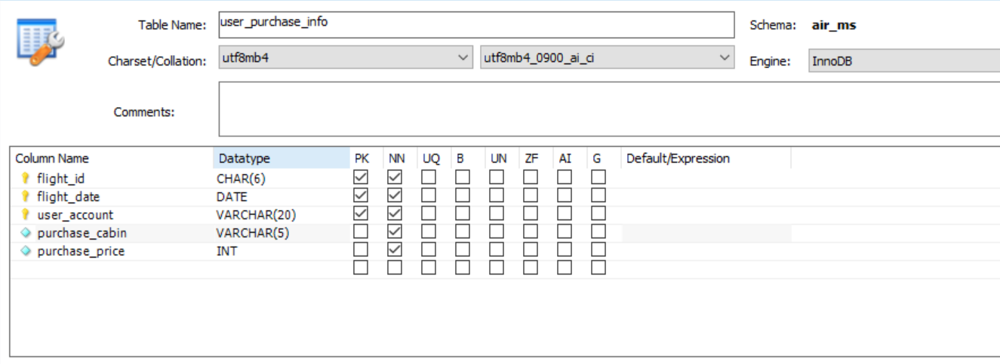 Table Name: user_purchase_info Schema: air_ms
Charset/Collation: utf8mb4 utf8mb4_0900_ai_ci Engine: InnoDB
Comments:
Column Name Datatype PK NN UQ B UN ZF AI G Default/Expression
flight_id CHAR(6)
flight_date DATE
user_account VARCHAR(20)
purchase_cabin VARCHAR(5)
purchase_price INT